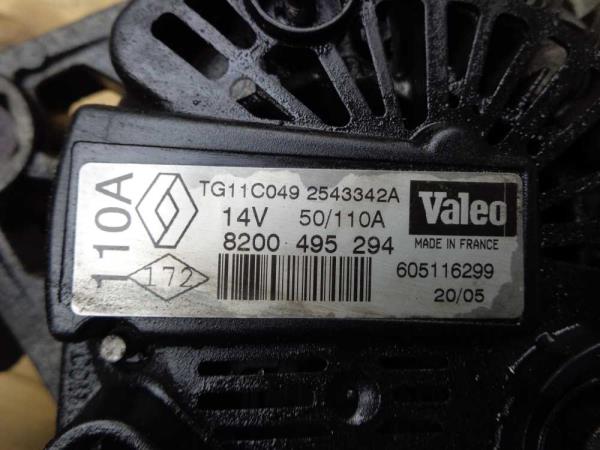 110A
TG11C049 2543342A
14V 50/110A
8200 495 294
172
Valeo
MADE IN FRANCE
605116299
20/05